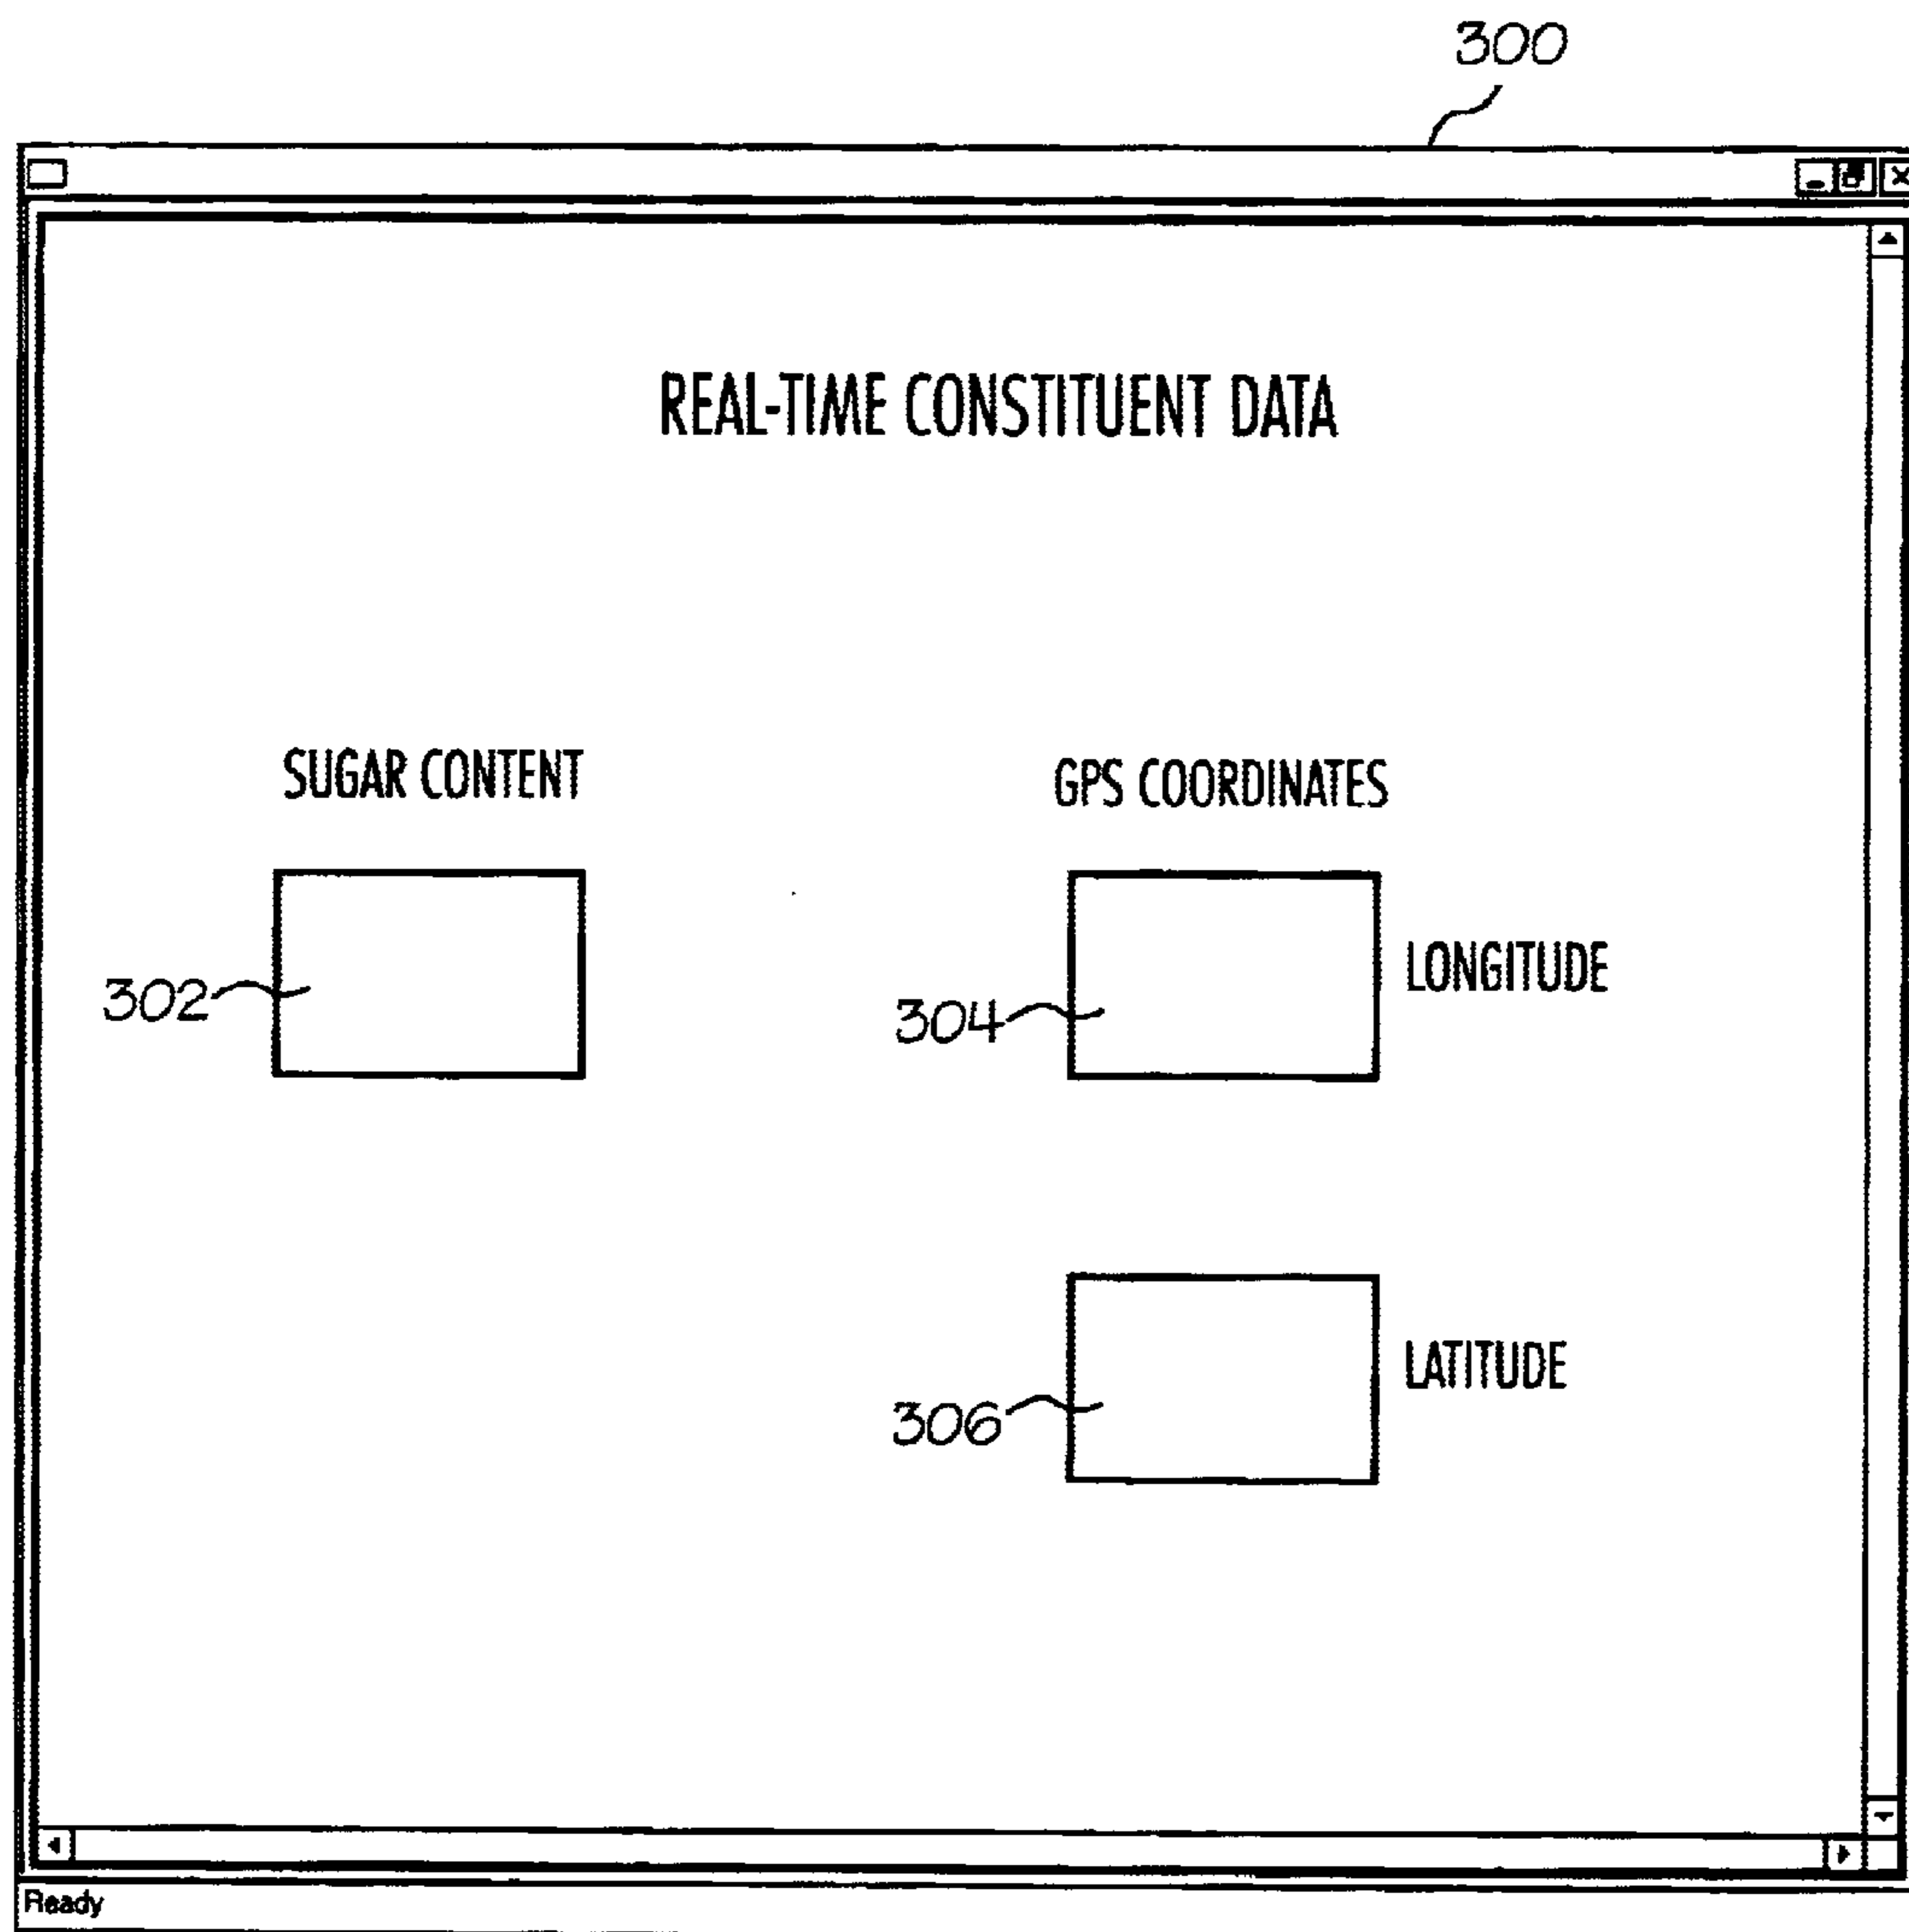 300
REAL-TIME CONSTITUENT DATA
SUGAR CONTENT
GPS COORDINATES
302
304
LONGITUDE
306
LATITUDE
Ready